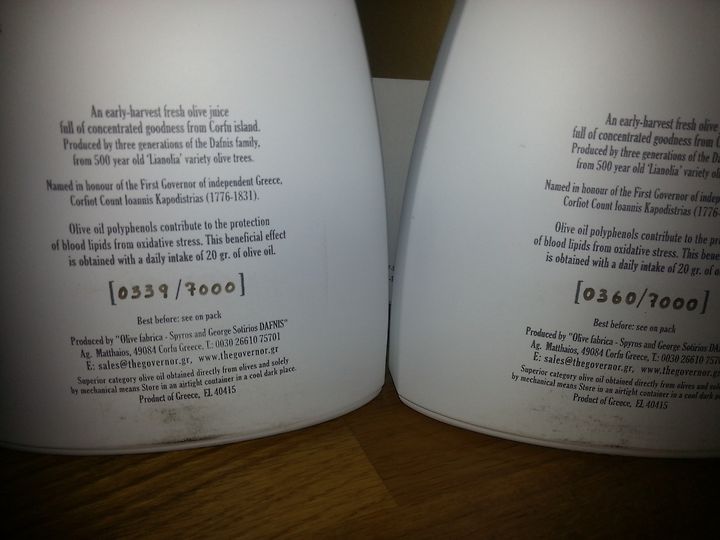 An early-harvest fresh olive juice
full of concentrated goodness from Corfu island.
Produced by three generations of the Dafnis family,
from 500 year old 'Lianolia' variety olive trees.
Named in honour of the First Governor of independent Greece,
Corfiot Count Ioannis Kapodistrias (1776-1831).
Olive oil polyphenols contribute to the protection
of blood lipids from oxidative stress. This beneficial effect
is obtained with a daily intake of 20 gr. of olive oil.
[0339/7000]
Best before: see on pack
Produced by "Olive fabrica - Spyros and George Sotirios DAFNIS"
Ag. Matthaios, 49084 Corfu Greece, T.: 0030 26610 75701
E: sales@thegovernor.gr, www.thegovernor.gr
Superior category olive oil obtained directly from olives and solely
by mechanical means Store in an airtight container in a cool dark place.
Product of Greece, EL 40415
An early-harvest fresh olive
full of concentrated goodness from
Produced by three generations of the
from 500 year old 'Lianolia' variety
Named in honour of the First Governor of
Corfiot Count Ioannis Kapodistrias (1776-
Olive oil polyphenols contribute to the
of blood lipids from oxidative stress. This
is obtained with a daily intake of 20 gr. of
[0360/7000]
Best before: see on pack
Produced by "Olive fabrica - Spyros and George Sotirios
Ag. Matthaios, 49084 Corfu Greece, T.: 0030 26610
E: sales@thegovernor.gr, www.thegovernor.gr
Superior category olive oil obtained directly from olives and
by mechanical means Store in an airtight container in a cool dark
Product of Greece, EL 40415